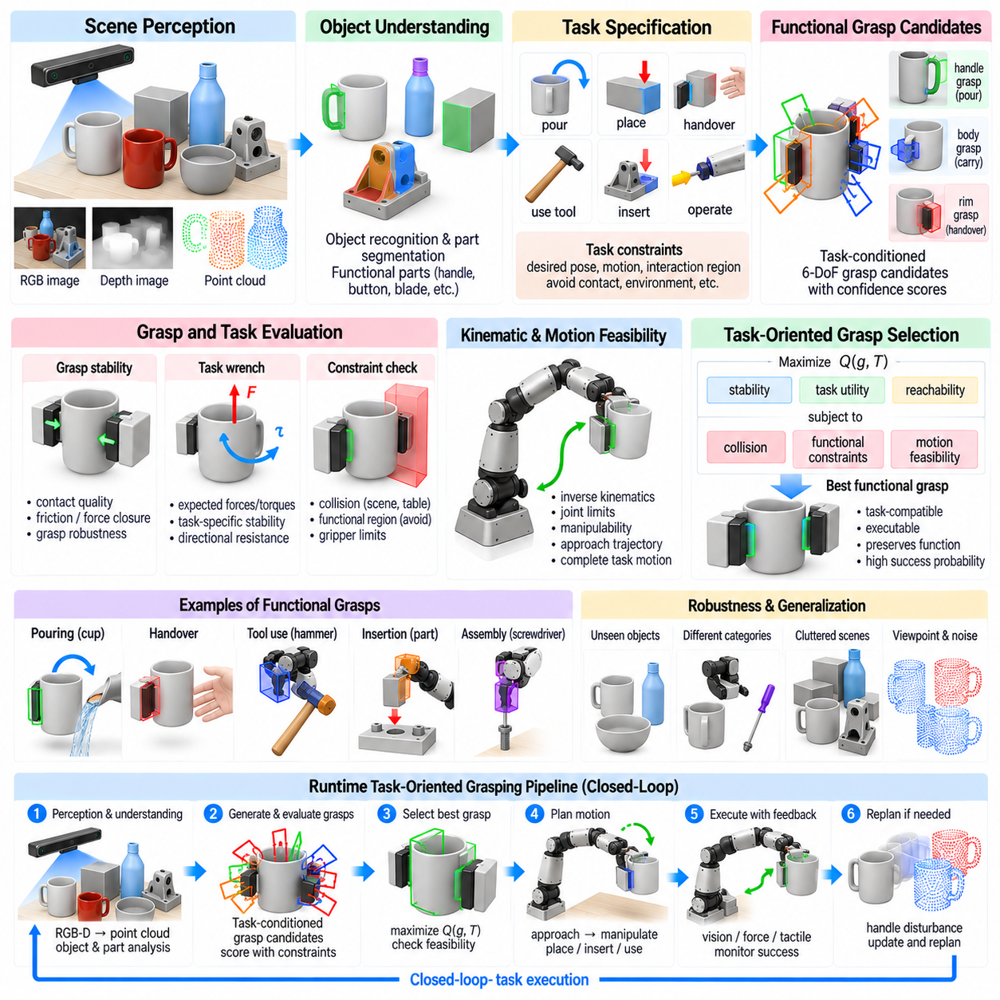 Scene Perception
RGB image
Depth image
Point cloud
Object Understanding
Object recognition & part
segmentation
Functional parts (handle,
button, blade, etc.)
Task Specification
pour
place
handover
use tool
insert
operate
Task constraints
desired pose, motion, interaction region
avoid contact, environment, etc.
Functional Grasp Candidates
handle
grasp
(pour)
body
grasp
(carry)
rim
grasp
(handover)
Task-conditioned
6-DoF grasp candidates
with confidence scores
Grasp and Task Evaluation
Grasp stability
• contact quality
• friction / force closure
• grasp robustness
Task wrench
F
τ
• expected forces/torques
• task-specific stability
• directional resistance
Constraint check
• collision (scene, table)
• functional region (avoid)
• gripper limits
Kinematic & Motion Feasibility
• inverse kinematics
• joint limits
• manipulability
• approach trajectory
• complete task motion
Task-Oriented Grasp Selection
Maximize Q(g, T)
stability
task utility
reachability
subject to
collision
functional
constraints
motion
feasibility
Best functional grasp
• task-compatible
• executable
• preserves function
• high success probability
Examples of Functional Grasps
Pouring (cup)
Handover
Tool use (hammer)
Insertion (part)
Assembly (screwdriver)
Robustness & Generalization
Unseen objects
Different categories
Cluttered scenes
Viewpoint & noise
Runtime Task-Oriented Grasping Pipeline (Closed-Loop)
1 Perception & understanding
RGB-D → point cloud
object & part analysis
2 Generate & evaluate grasps
Task-conditioned
grasp candidates
score with constraints
3 Select best grasp
maximize Q(g, T)
check feasibility
4 Plan motion
approach → manipulate
place / insert / use
5 Execute with feedback
vision / force / tactile
monitor success
6 Replan if needed
handle disturbance
update and replan
Closed-loop- task execution